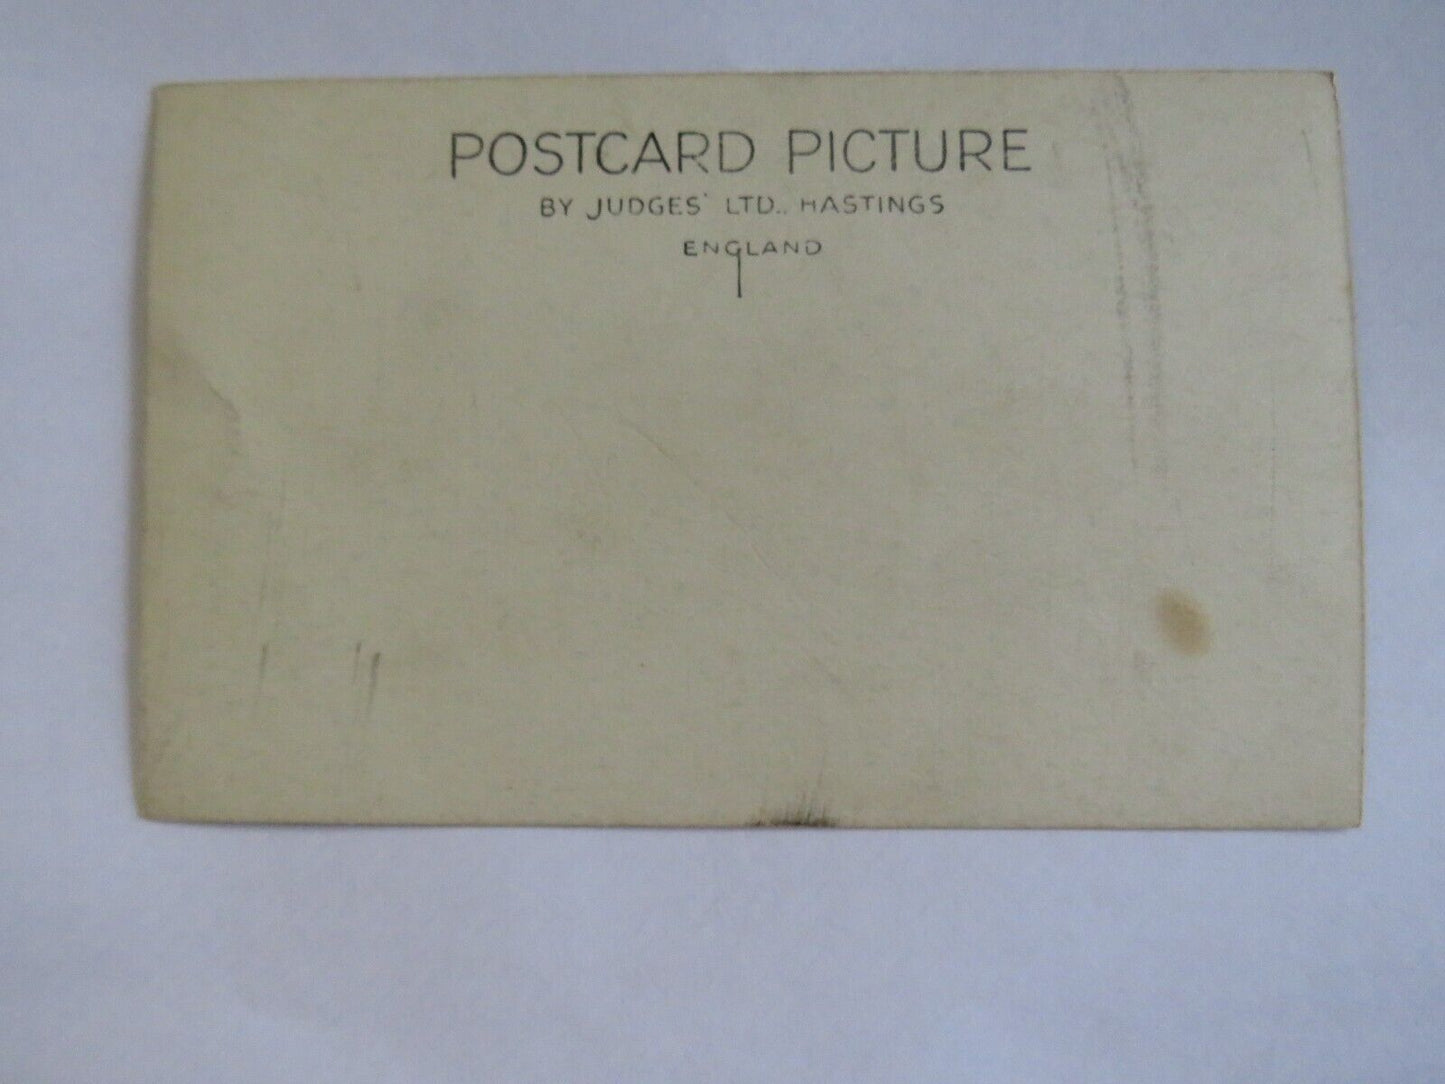 POSTCARD PICTURE
BY JUDGES' LTD., HASTINGS
ENGLAND